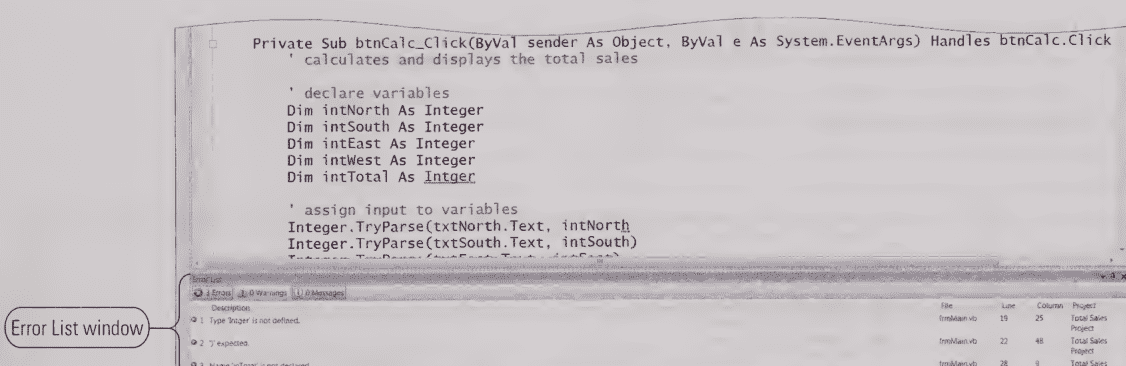 Private Sub btnCalc_Click(ByVal sender As Object, ByVal e As System.EventArgs) Handles btnCalc.Click
' calculates and displays the total sales
' declare variables
Dim intNorth As Integer
Dim intSouth As Integer
Dim intEast As Integer
Dim intWest As Integer
Dim intTotal As Intger
' assign input to variables
Integer.TryParse(txtNorth.Text, intNorth
Integer.TryParse(txtSouth.Text, intSouth)
Error List
3 Errors 0 Warnings 0 Messages
Description File Line Column Project
1 Type 'Intger' is not defined. frmMain.vb 19 25 Total Sales
Project
2 ')' expected. frmMain.vb 22 48 Total Sales
Project
Error List window
3 is not declared frmMain.vb 28 9 Total Sales